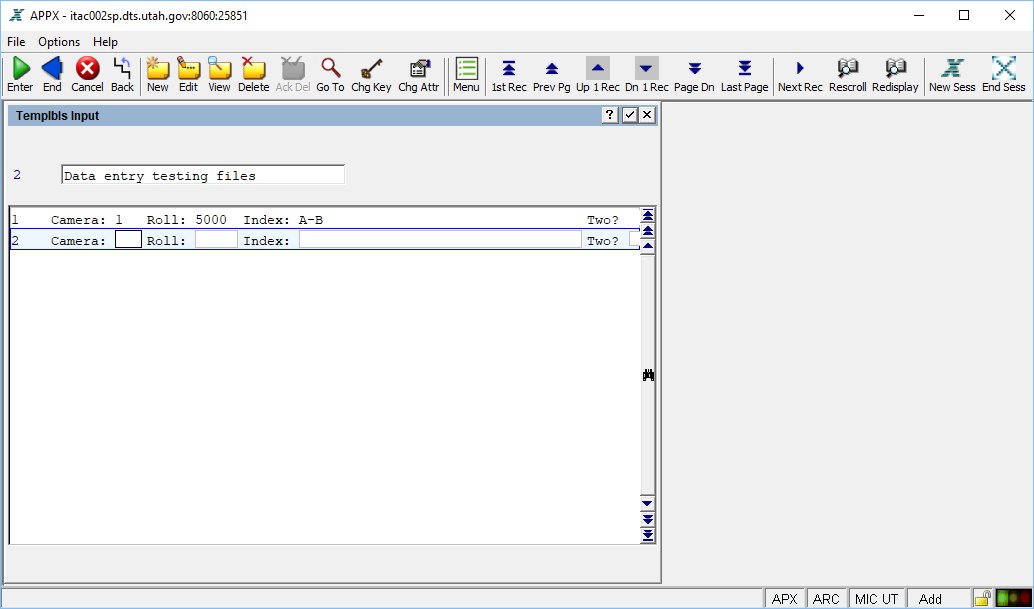 APPX - itac002sp.dts.utah.gov:8060:25851
File Options Help
Enter End Cancel Back New Edit View Delete Ack Del Go To Chg Key Chg Attr Menu 1st Rec Prev Pg Up 1 Rec Dn 1 Rec Page Dn Last Page Next Rec Rescroll Redisplay New Sess End Sess
Templbls Input ?
2 Data entry testing files
1 Camera: 1 Roll: 5000 Index: A-B Two?
2 Camera: Roll: Index: Two?
APX ARC MIC UT Add